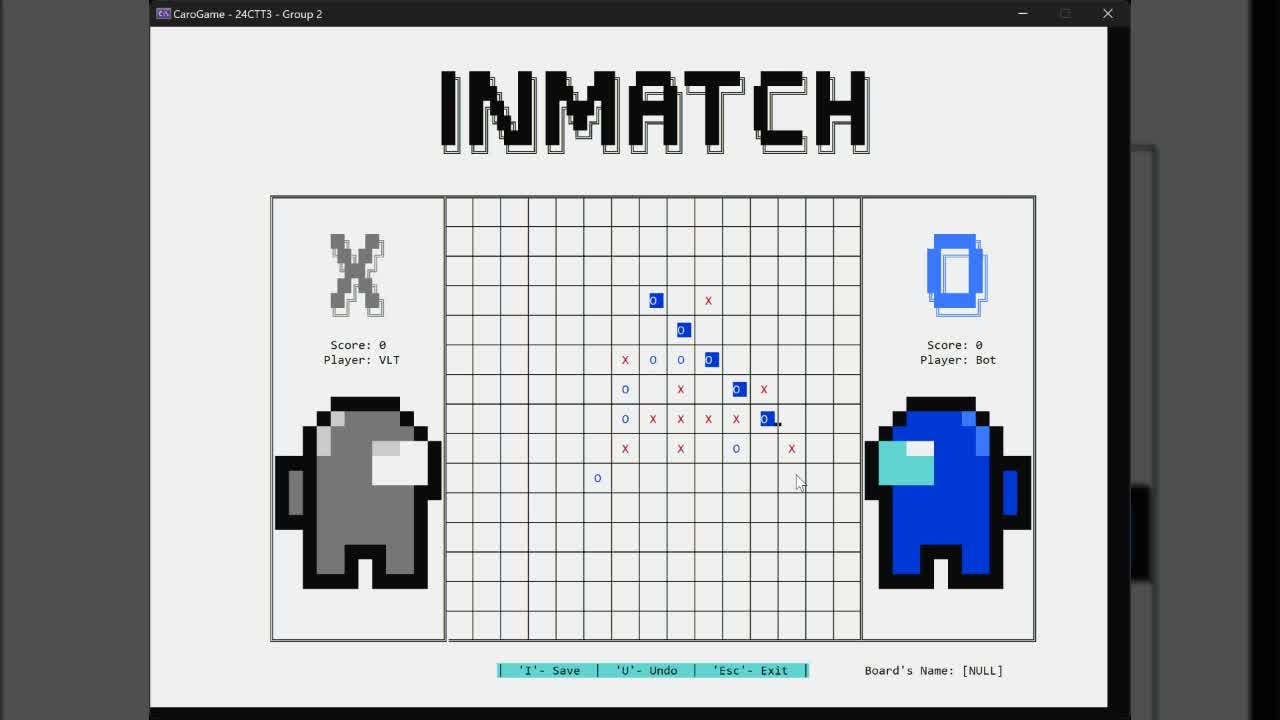 CaroGame - 24CTT3 - Group 2
INMATCH
X
O
Score: 0
Player: VLT
Score: 0
Player: Bot
O X
O
X O O O
O X O X
O X X X X O
X X O X
O
| 'I'- Save | 'U'- Undo | 'Esc'- Exit |
Board's Name: [NULL]